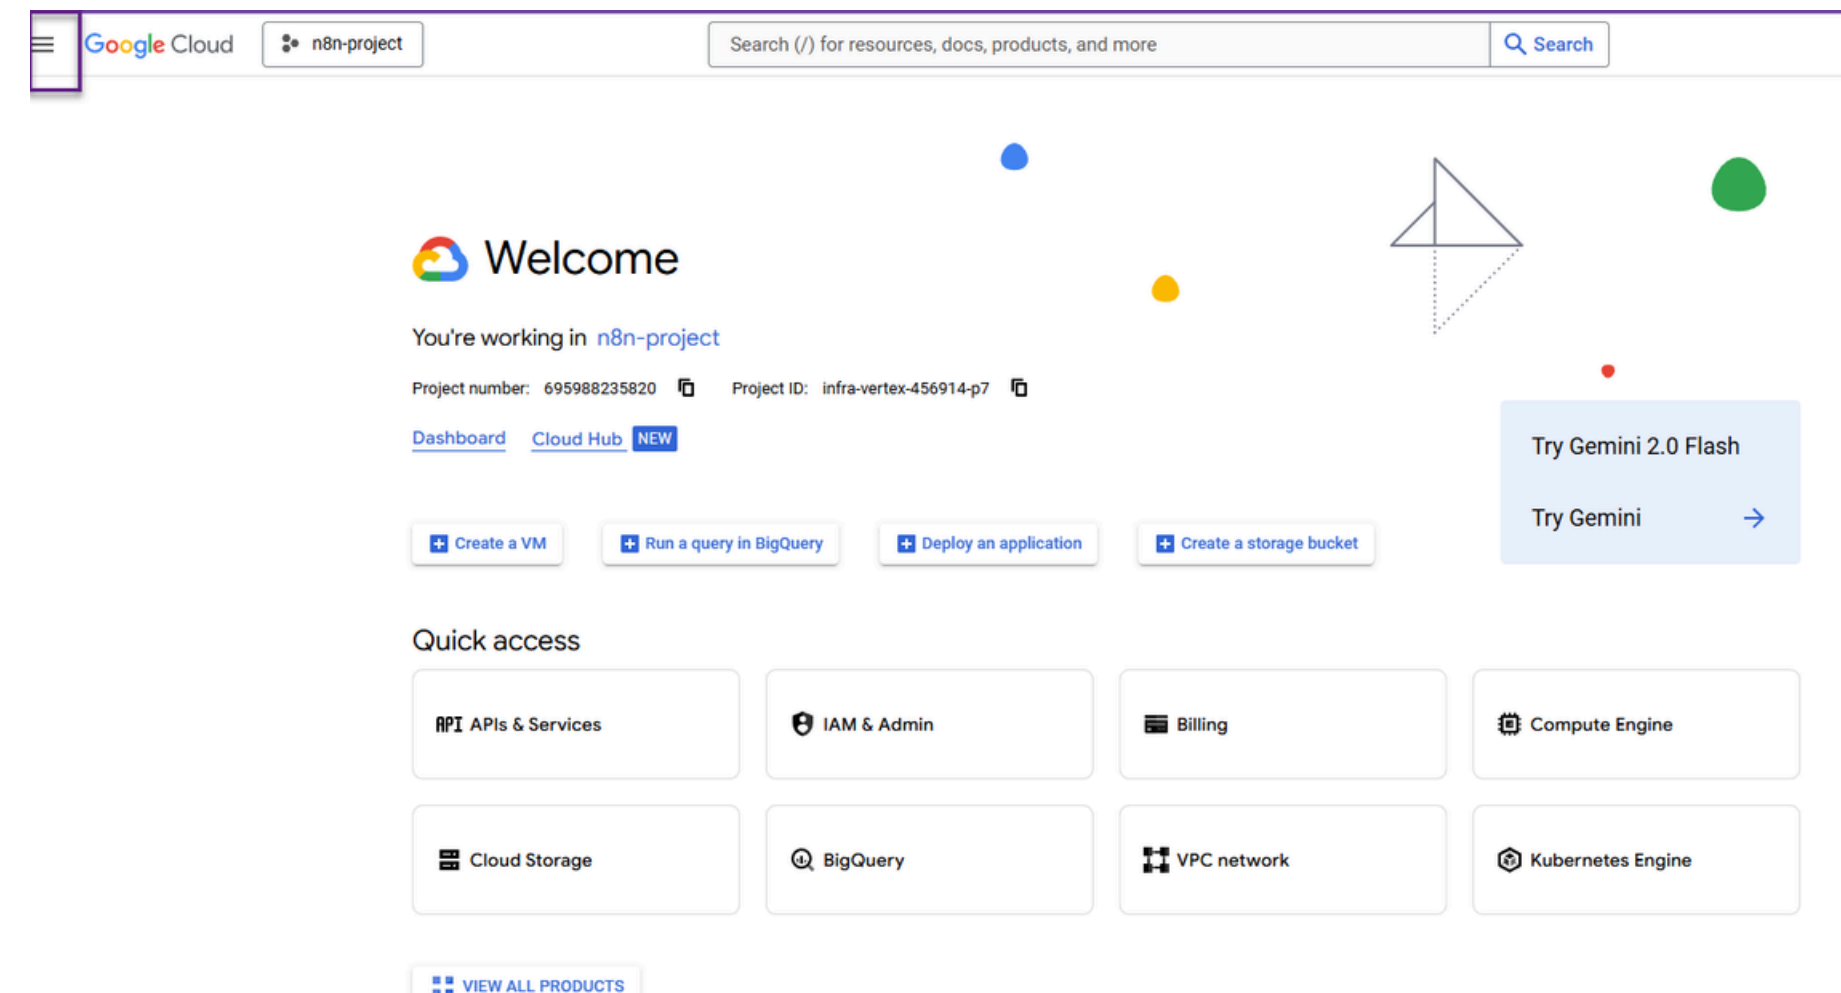 Google Cloud
n8n-project
Search (/) for resources, docs, products, and more
Search
Welcome
You're working in n8n-project
Project number: 695988235820
Project ID: infra-vertex-456914-p7
Dashboard
Cloud Hub NEW
Try Gemini 2.0 Flash
Try Gemini
Create a VM
Run a query in BigQuery
Deploy an application
Create a storage bucket
Quick access
API APIs & Services
IAM & Admin
Billing
Compute Engine
Cloud Storage
BigQuery
VPC network
Kubernetes Engine
VIEW ALL PRODUCTS